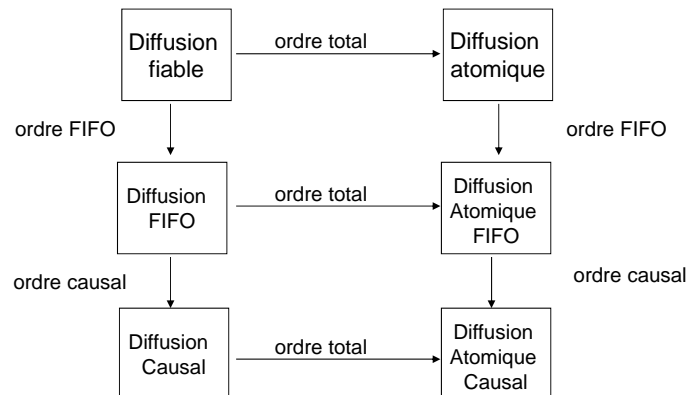 Diffusion
fiable
ordre total
Diffusion
atomique
ordre FIFO
ordre FIFO
Diffusion
FIFO
ordre total
Diffusion
Atomique
FIFO
ordre causal
ordre causal
Diffusion
Causal
ordre total
Diffusion
Atomique
Causal